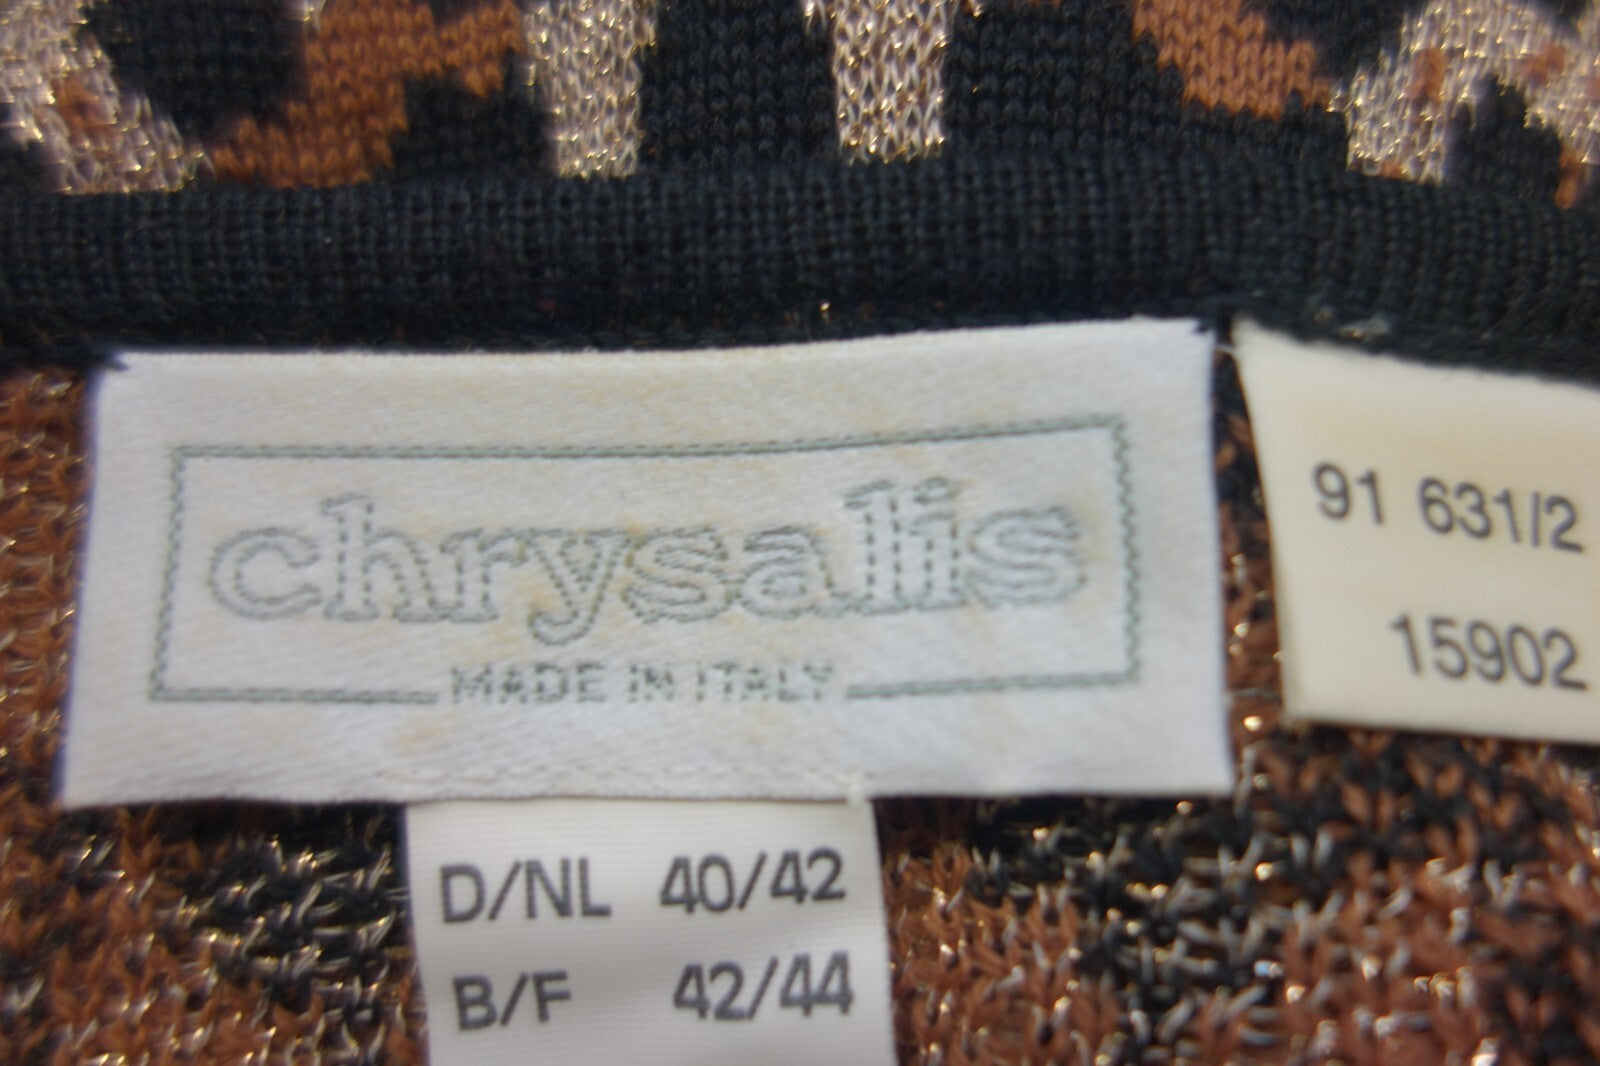 chrysalis
MADE IN ITALY
91 631/2
15902
D/NL 40/42
B/F 42/44